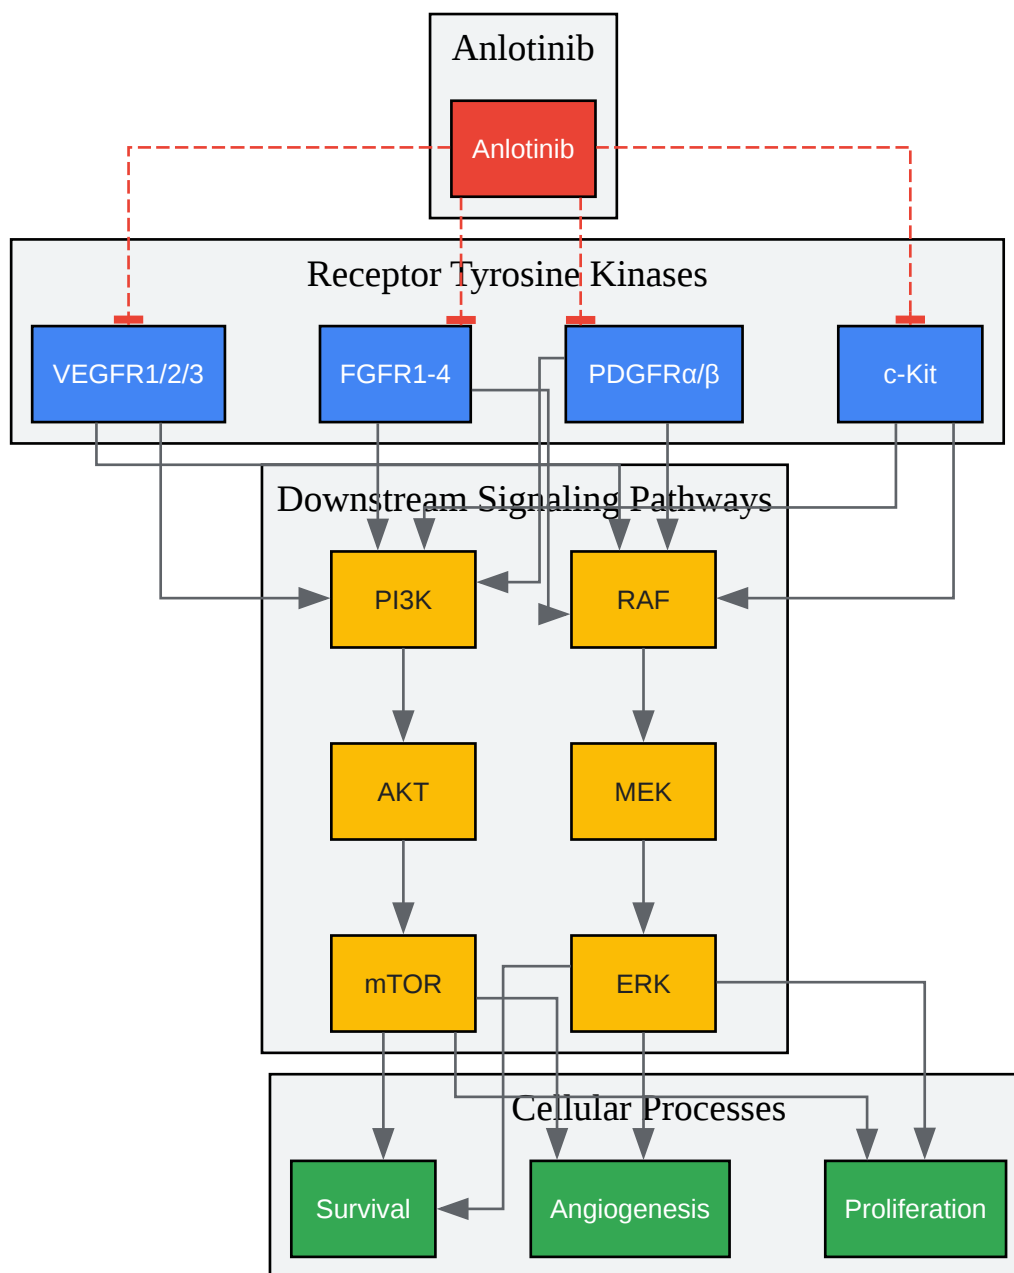 Anlotinib
Anlotinib
Receptor Tyrosine Kinases
VEGFR1/2/3
FGFR1-4
PDGFRα/β
c-Kit
Downstream Signaling Pathways
PI3K
RAF
AKT
MEK
mTOR
ERK
Cellular Processes
Survival
Angiogenesis
Proliferation